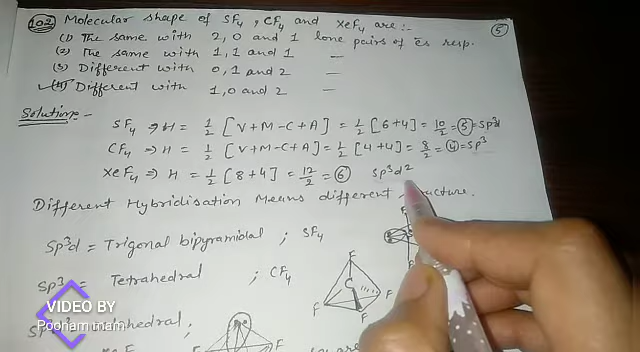 102 Molecular shape of SF4, CF4 and XeF4 are :- (5)
(1) The same with 2, 0 and 1 lone pairs of ēs resp.
(2) The same with 1, 1 and 1 —
(3) Different with 0, 1 and 2 —
(4) Different with 1, 0 and 2 —
Solution:-
SF4 ⇒ H = 1/2 [V+M-C+A] = 1/2 [6+4] = 10/2 = 5 = sp3d
CF4 ⇒ H = 1/2 [V+M-C+A] = 1/2 [4+4] = 8/2 = 4 = sp3
XeF4 ⇒ H = 1/2 [8+4] = 12/2 = 6 sp3d2
Different Hybridisation Means different
Sp3d = Trigonal bipyramidal ; SF4
Sp3 = Tetrahedral ; CF4
F
C
F F F
VIDEO BY
Poonam mam
F F